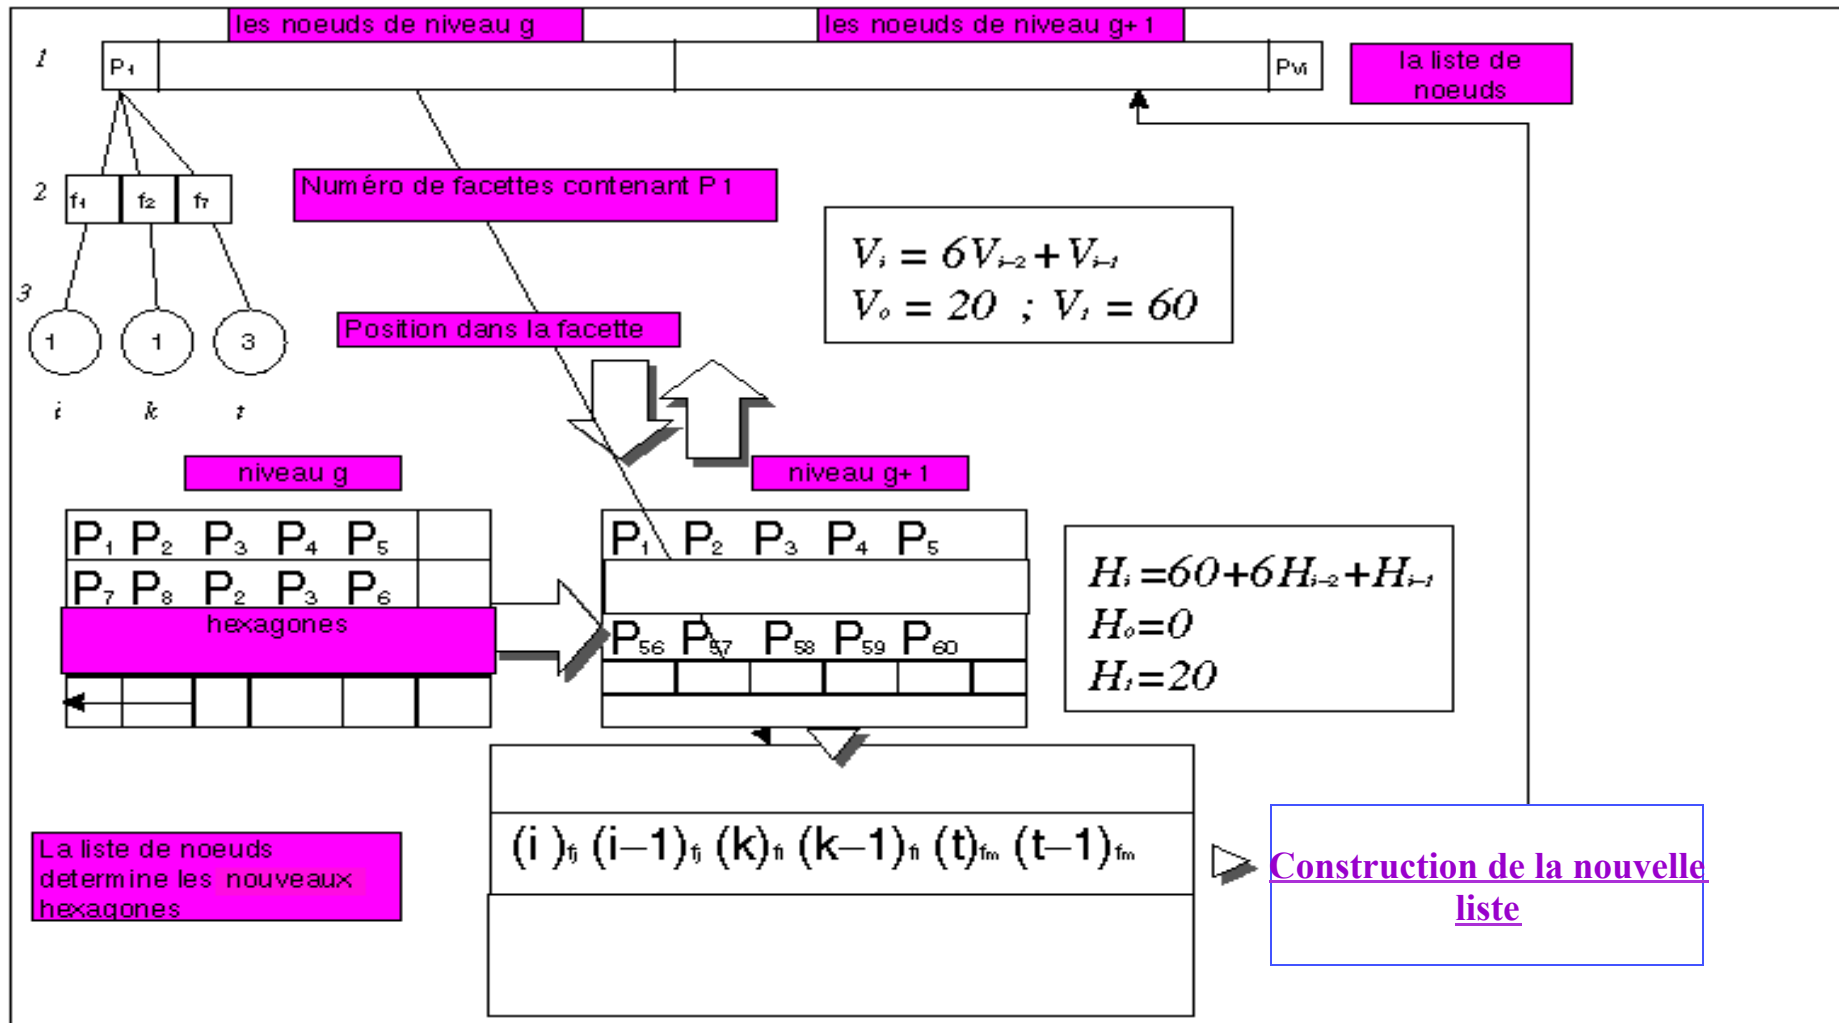 les noeuds de niveau g
les noeuds de niveau g+1
1
P1
Pvi
la liste de
noeuds
2
f1 f2 f7
Numéro de facettes contenant P1
3
Position dans la facette
1 1 3
i k t
Vi = 6Vi-2 + Vi-1
V0 = 20 ; V1 = 60
niveau g
niveau g+1
P1 P2 P3 P4 P5
P7 P8 P2 P3 P6
hexagones
P1 P2 P3 P4 P5
P56 P57 P58 P59 P60
Hi =60+6Hi-2+Hi-1
H0=0
H1=20
(i )fj (i–1)fj (k)fl (k–1)fl (t)fm (t–1)fm
La liste de noeuds
determine les nouveaux
hexagones
Construction de la nouvelle
liste